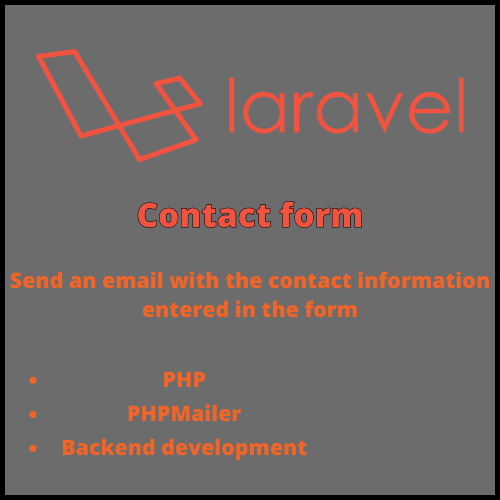 laravel
Contact form
Send an email with the contact information
entered in the form
• PHP
• PHPMailer
• Backend development